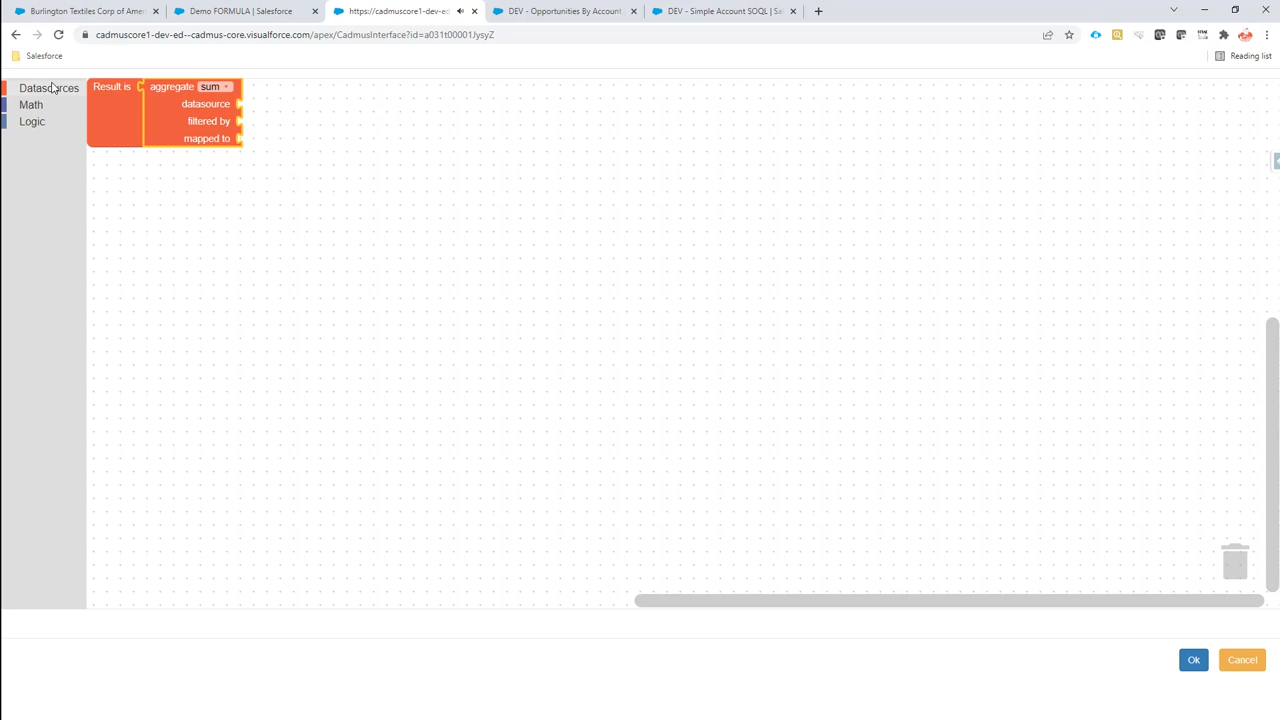 Burlington Textiles Corp of Amer
Demo FORMULA | Salesforce
https://cadmuscore1-dev-ed
DEV - Opportunities By Account
DEV - Simple Account SOQL | Sa
cadmuscore1-dev-ed--cadmus-core.visualforce.com/apex/CadmusInterface?id=a031t00001JysyZ
Salesforce
Reading list
Datasources
Math
Logic
Result is
aggregate sum
datasource
filtered by
mapped to
Ok
Cancel